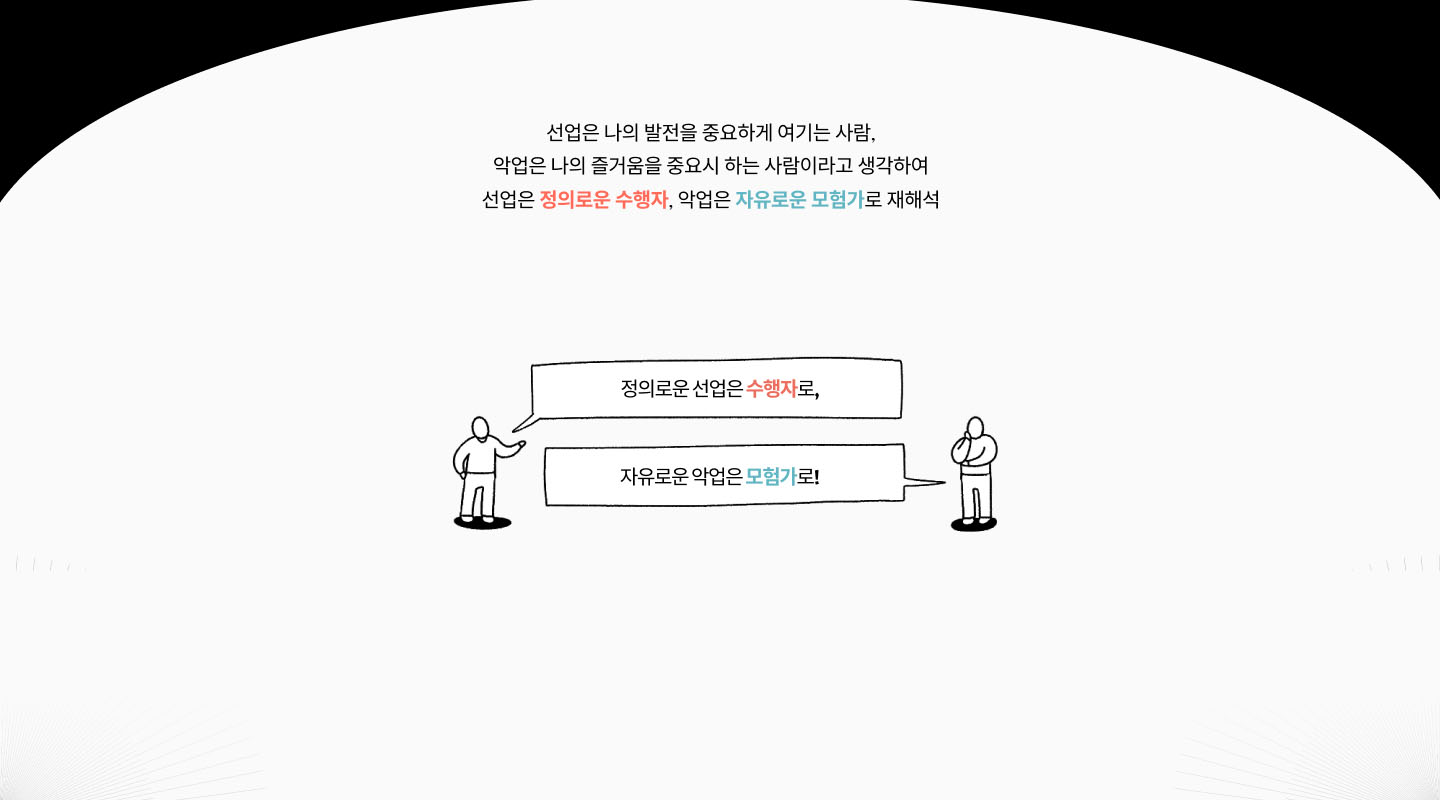 선업은 나의 발전을 중요하게 여기는 사람,
악업은 나의 즐거움을 중요시 하는 사람이라고 생각하여
선업은 정의로운 수행자, 악업은 자유로운 모험가로 재해석
정의로운 선업은 수행자로,
자유로운 악업은 모험가로!